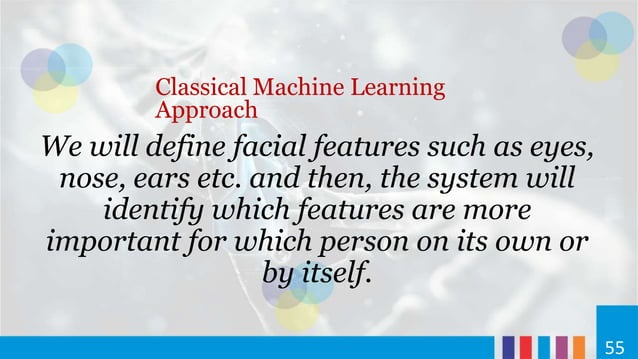 Classical Machine Learning
Approach
We will define facial features such as eyes,
nose, ears etc. and then, the system will
identify which features are more
important for which person on its own or
by itself.
55